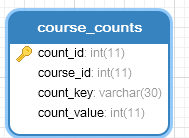 course_counts
count_id: int(11)
course_id: int(11)
count_key: varchar(30)
count_value: int(11)